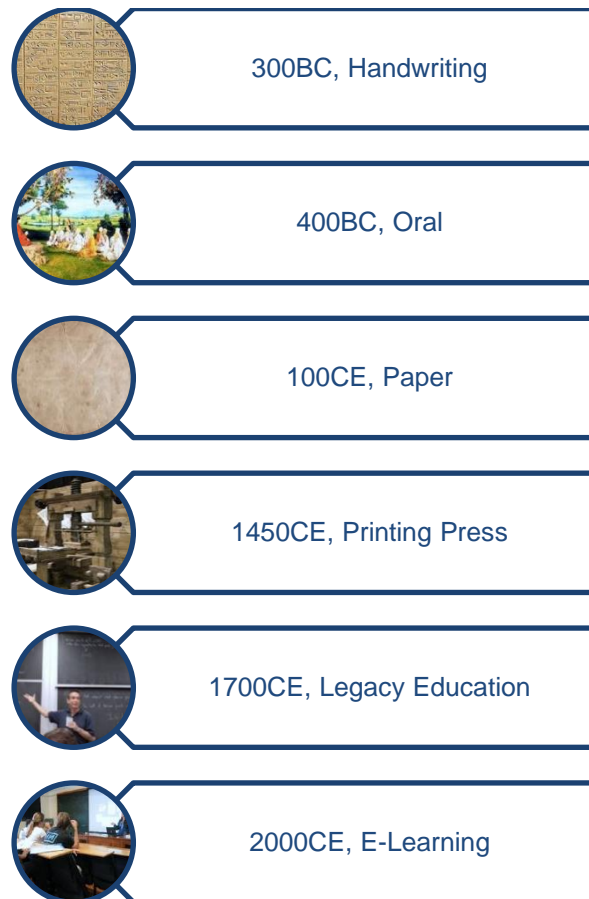 300BC, Handwriting
400BC, Oral
100CE, Paper
1450CE, Printing Press
1700CE, Legacy Education
2000CE, E-Learning